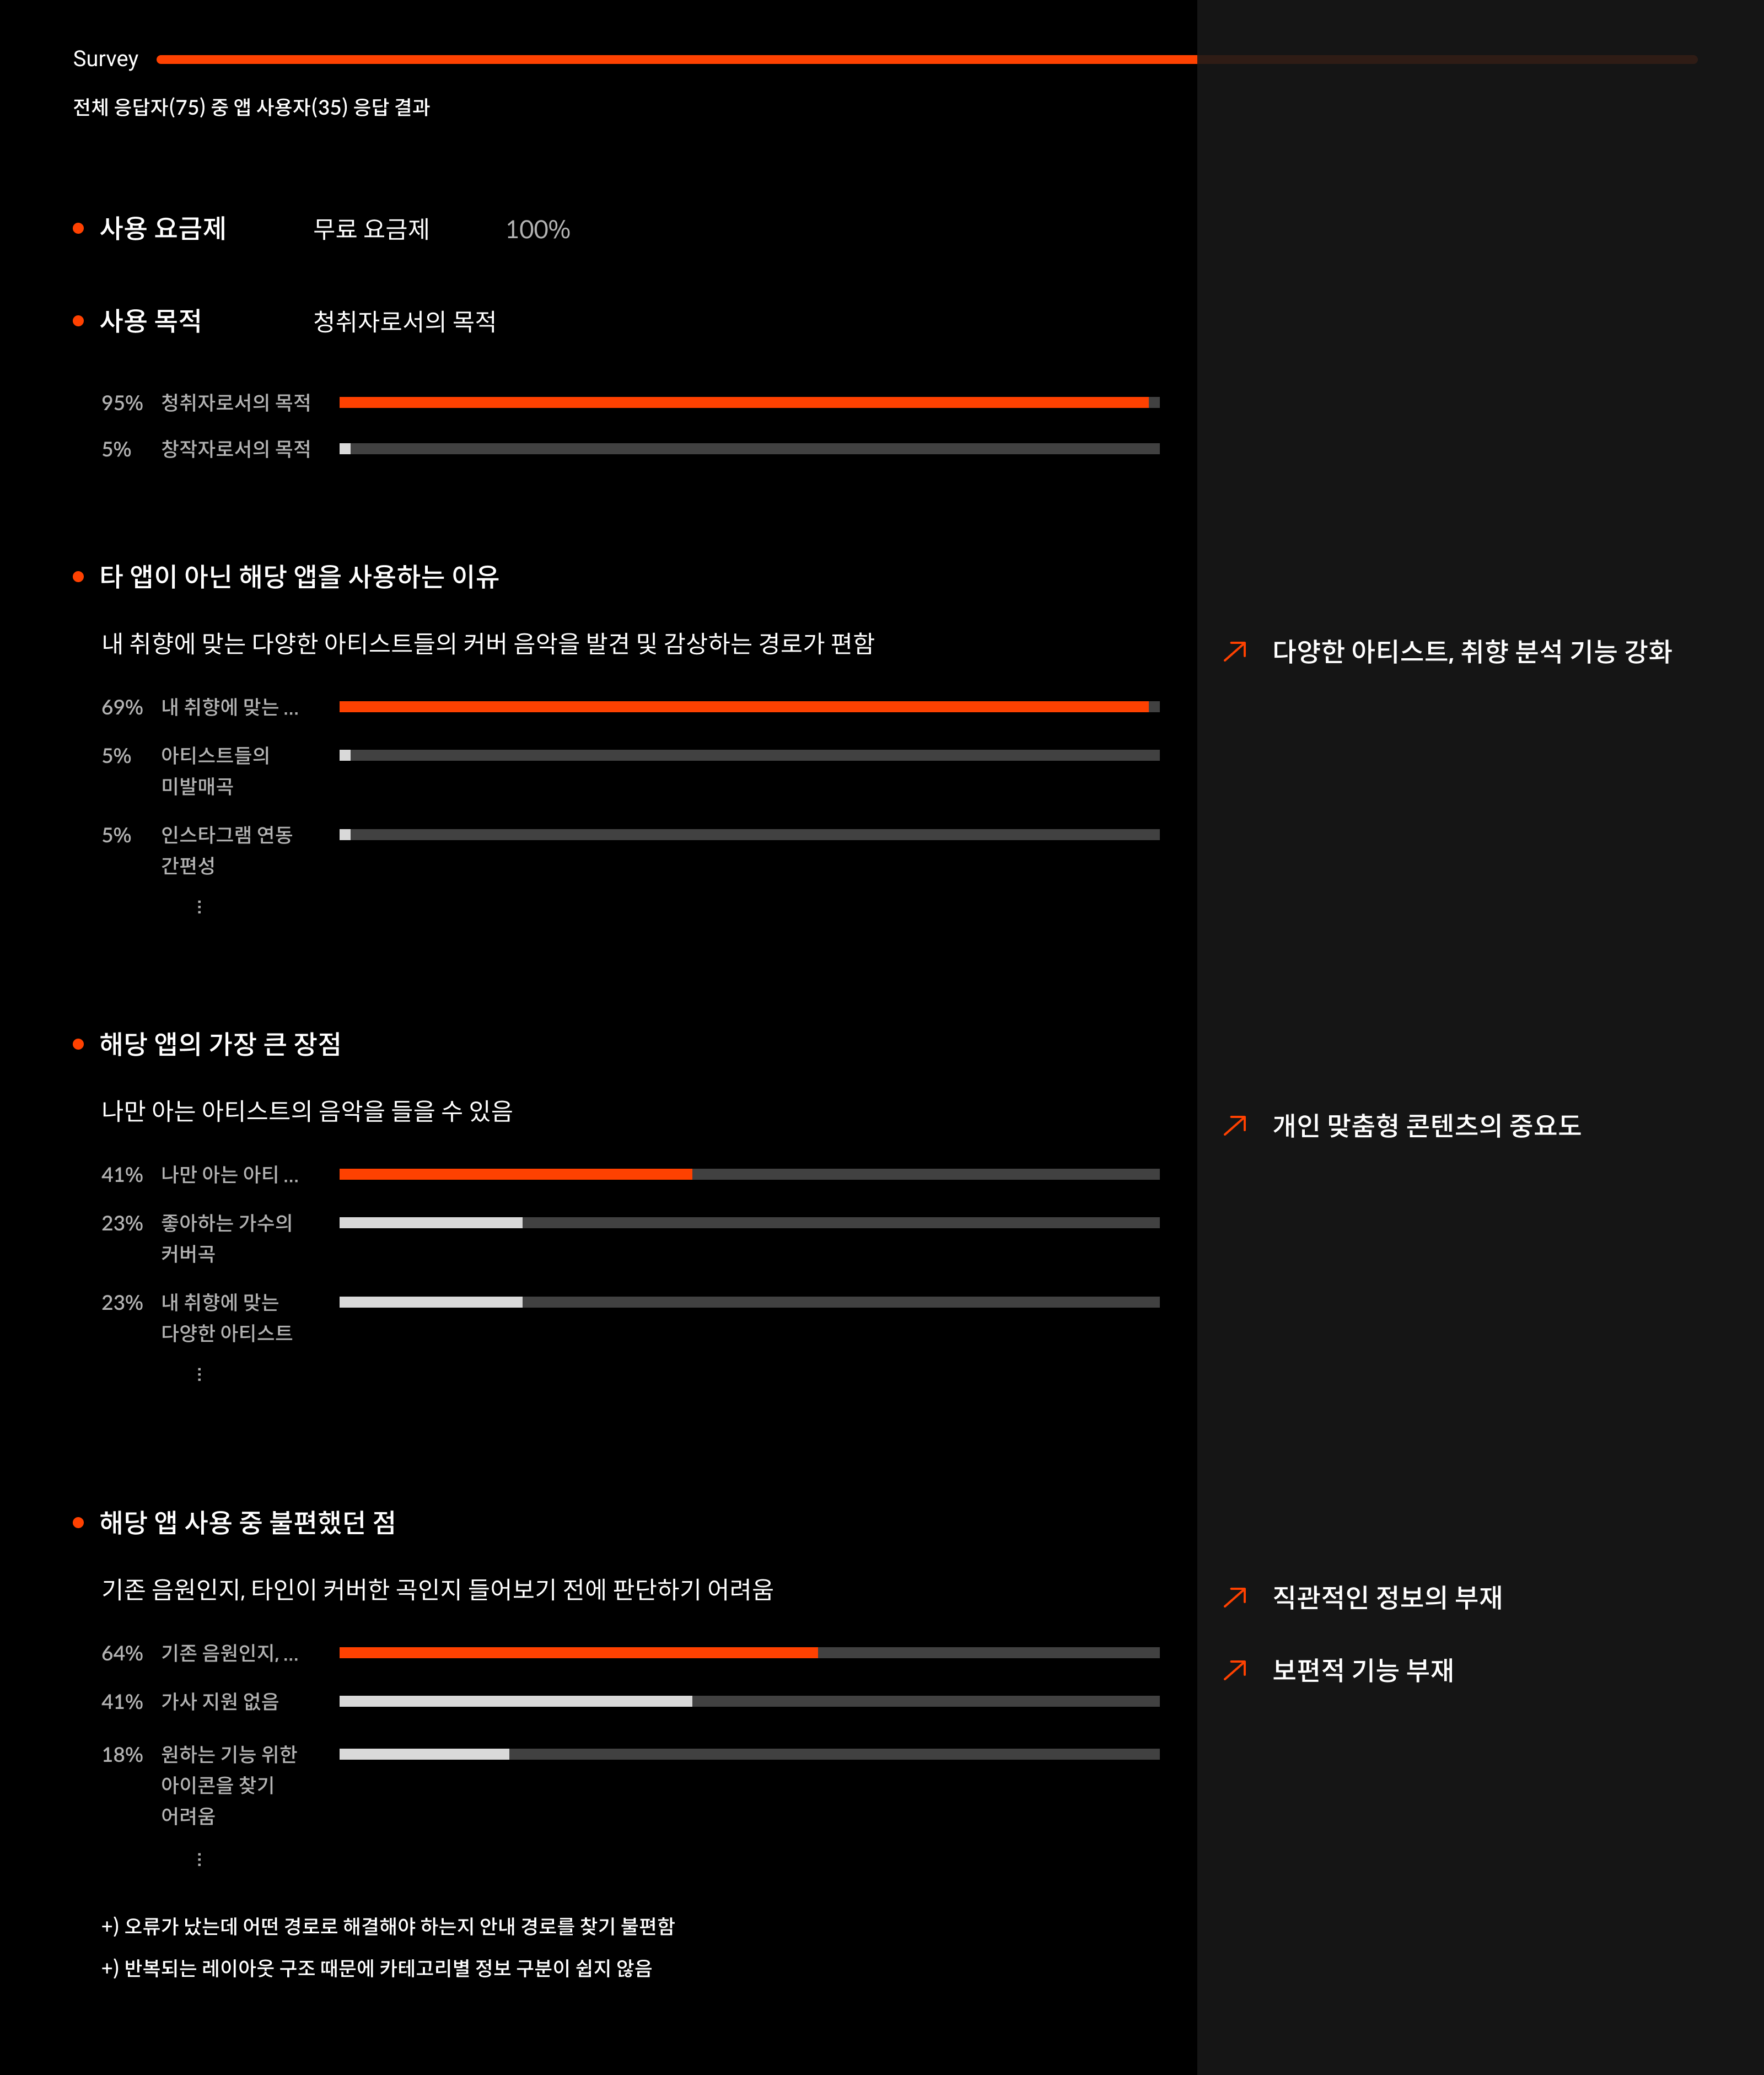 Survey
전체 응답자(75) 중 앱 사용자(35) 응답 결과
사용 요금제 무료 요금제 100%
사용 목적 청취자로서의 목적
95% 청취자로서의 목적
5% 창작자로서의 목적
타 앱이 아닌 해당 앱을 사용하는 이유
내 취향에 맞는 다양한 아티스트들의 커버 음악을 발견 및 감상하는 경로가 편함
다양한 아티스트, 취향 분석 기능 강화
69% 내 취향에 맞는 ...
5% 아티스트들의
미발매곡
5% 인스타그램 연동
간편성
⋮
해당 앱의 가장 큰 장점
나만 아는 아티스트의 음악을 들을 수 있음
개인 맞춤형 콘텐츠의 중요도
41% 나만 아는 아티 ...
23% 좋아하는 가수의
커버곡
23% 내 취향에 맞는
다양한 아티스트
⋮
해당 앱 사용 중 불편했던 점
기존 음원인지, 타인이 커버한 곡인지 들어보기 전에 판단하기 어려움
직관적인 정보의 부재
64% 기존 음원인지, ...
보편적 기능 부재
41% 가사 지원 없음
18% 원하는 기능 위한
아이콘을 찾기
어려움
⋮
+) 오류가 났는데 어떤 경로로 해결해야 하는지 안내 경로를 찾기 불편함
+) 반복되는 레이아웃 구조 때문에 카테고리별 정보 구분이 쉽지 않음